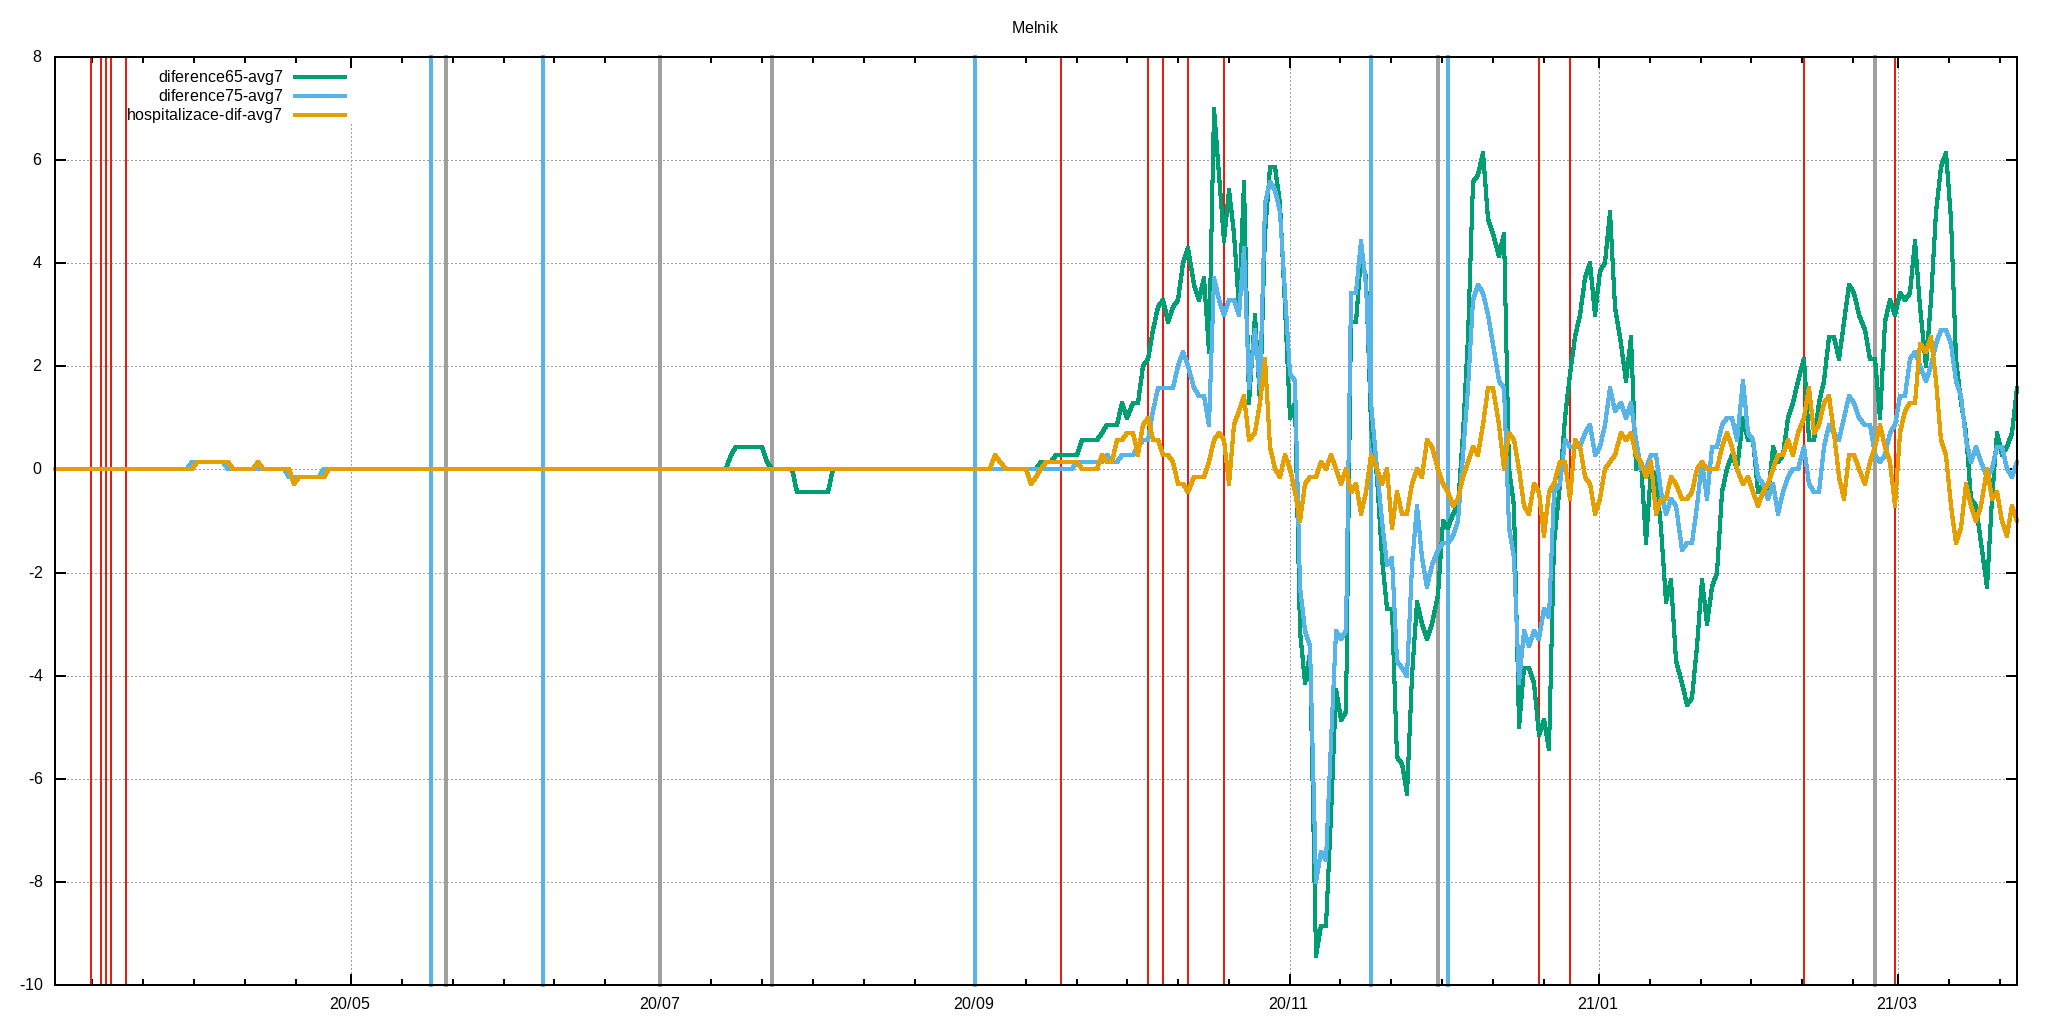 Melnik
8
diference65-avg7
diference75-avg7
hospitalizace-dif-avg7
6
4
2
0
-2
-4
-6
-8
-10
20/05 20/07 20/09 20/11 21/01 21/03